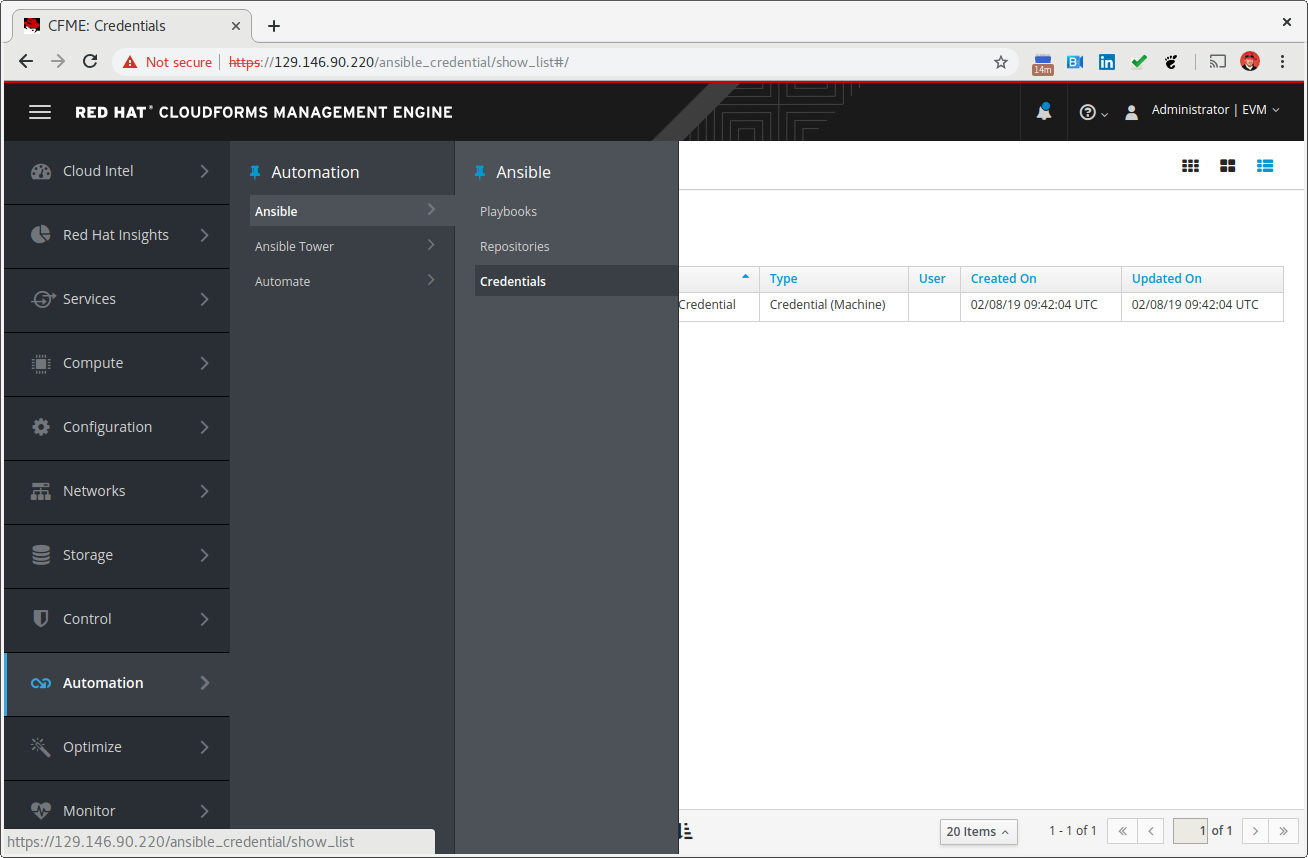 CFME: Credentials
Not secure https://129.146.90.220/ansible_credential/show_list#/
14m
RED HAT® CLOUDFORMS MANAGEMENT ENGINE
Administrator | EVM
Cloud Intel
Red Hat Insights
Services
Compute
Configuration
Networks
Storage
Control
Automation
Optimize
Monitor
Automation
Ansible
Ansible Tower
Automate
Ansible
Playbooks
Repositories
Credentials
Type User Created On Updated On
Credential Credential (Machine) 02/08/19 09:42:04 UTC 02/08/19 09:42:04 UTC
20 Items 1 - 1 of 1 « < 1 of 1 > »
https://129.146.90.220/ansible_credential/show_list